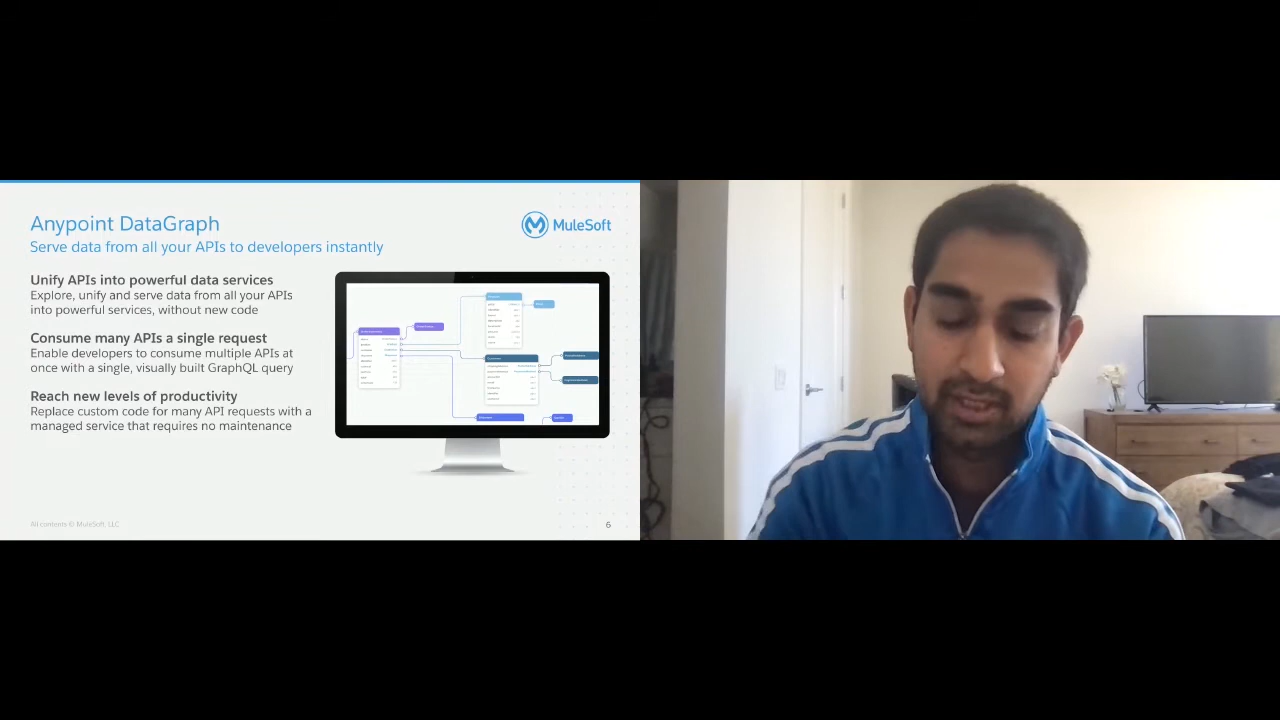 Anypoint DataGraph
Serve data from all your APIs to developers instantly
MuleSoft
Unify APIs into powerful data services
Explore, unify and serve data from all your APIs
into powerful services, without new code
Consume many APIs a single request
Enable developers to consume multiple APIs at
once with a single, visually built GraphQL query
Reach new levels of productivity
Replace custom code for many API requests with a
managed service that requires no maintenance
All contents © MuleSoft, LLC
6